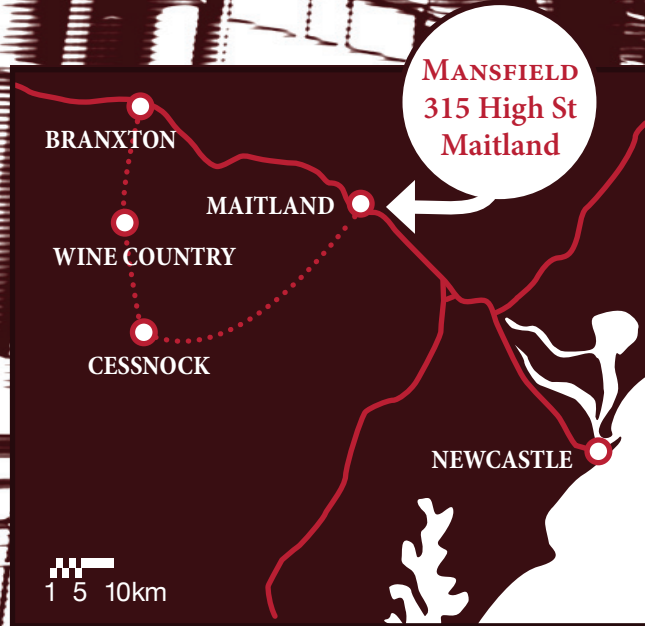 MANSFIELD
315 High St
Maitland
BRANXTON
MAITLAND
WINE COUNTRY
CESSNOCK
NEWCASTLE
1 5 10km